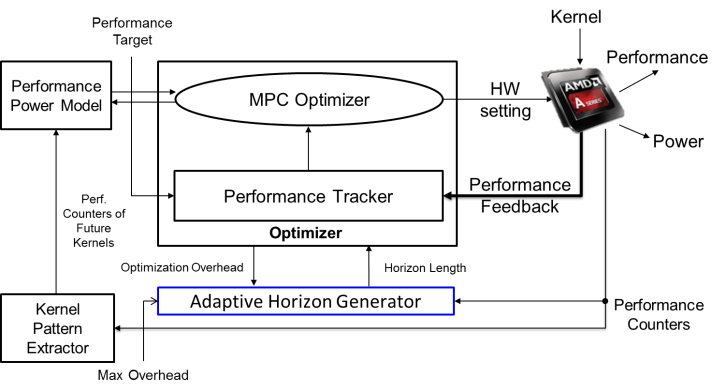 Performance
Target
Kernel
Performance
Performance
Power Model
MPC Optimizer
HW
setting
AMD
A SERIES
Power
Perf.
Counters of
Future
Kernels
Performance Tracker
Performance
Feedback
Optimizer
Optimization Overhead
Horizon Length
Adaptive Horizon Generator
Kernel
Pattern
Extractor
Performance
Counters
Max Overhead